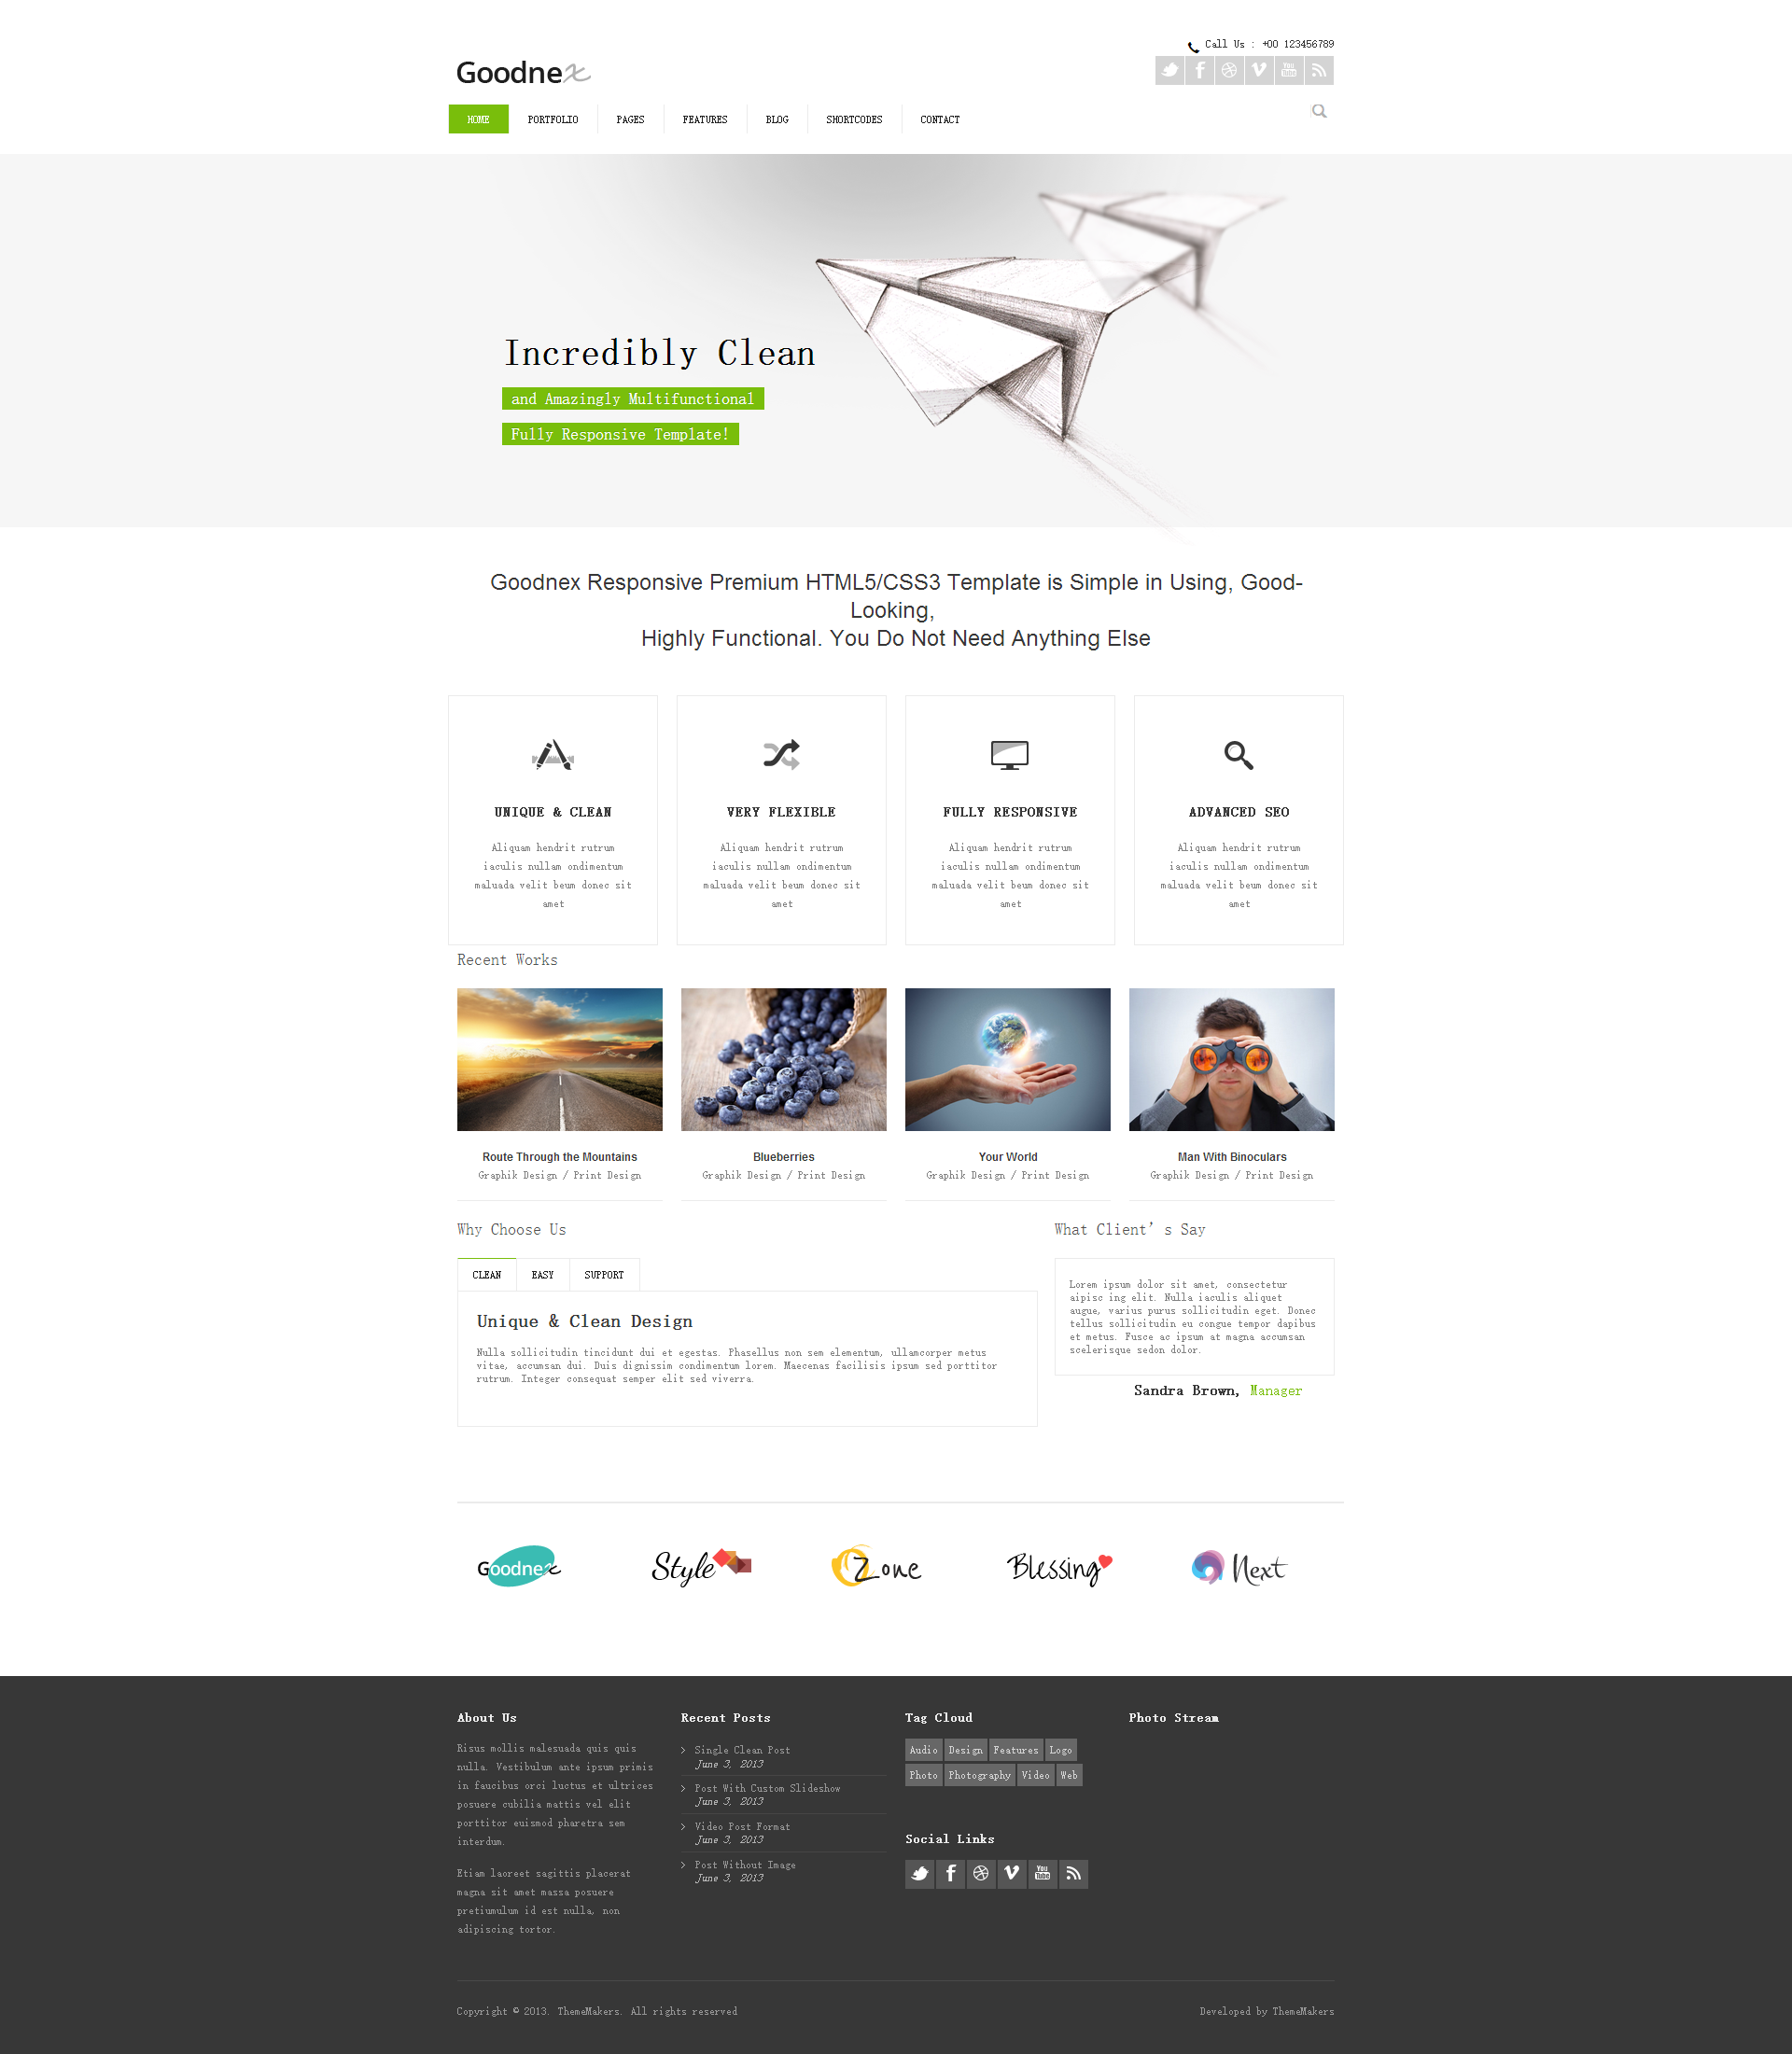 Call Us : +00 123456789
Goodnex
HOME
PORTFOLIO
PAGES
FEATURES
BLOG
SHORTCODES
CONTACT
Incredibly Clean
and Amazingly Multifunctional
Fully Responsive Template!
Goodnex Responsive Premium HTML5/CSS3 Template is Simple in Using, Good-
Looking,
Highly Functional. You Do Not Need Anything Else
UNIQUE & CLEAN
Aliquam hendrit rutrum
iaculis nullam ondimentum
maluada velit beum donec sit
amet
VERY FLEXIBLE
Aliquam hendrit rutrum
iaculis nullam ondimentum
maluada velit beum donec sit
amet
FULLY RESPONSIVE
Aliquam hendrit rutrum
iaculis nullam ondimentum
maluada velit beum donec sit
amet
ADVANCED SEO
Aliquam hendrit rutrum
iaculis nullam ondimentum
maluada velit beum donec sit
amet
Recent Works
Route Through the Mountains
Graphik Design / Print Design
Blueberries
Graphik Design / Print Design
Your World
Graphik Design / Print Design
Man With Binoculars
Graphik Design / Print Design
Why Choose Us
CLEAN
EASY
SUPPORT
Unique & Clean Design
Nulla sollicitudin tincidunt dui et egestas. Phasellus non sem elementum, ullamcorper metus
vitae, accumsan dui. Duis dignissim condimentum lorem. Maecenas facilisis ipsum sed porttitor
rutrum. Integer consequat semper elit sed viverra.
What Client’s Say
Lorem ipsum dolor sit amet, consectetur
aipisc ing elit. Nulla iaculis aliquet
augue, varius purus sollicitudin eget. Donec
tellus sollicitudin eu congue tempor dapibus
et metus. Fusce ac ipsum at magna accumsan
scelerisque sedon dolor.
Sandra Brown, Manager
Goodnex
Style
Zone
Blessing
Next
About Us
Risus mollis malesuada quis quis
nulla. Vestibulum ante ipsum primis
in faucibus orci luctus et ultrices
posuere cubilia mattis vel elit
porttitor euismod pharetra sem
interdum.
Etiam laoreet sagittis placerat
magna sit amet massa posuere
pretiumulum id est nulla, non
adipiscing tortor.
Recent Posts
Single Clean Post
June 3, 2013
Post With Custom Slideshow
June 3, 2013
Video Post Format
June 3, 2013
Post Without Image
June 3, 2013
Tag Cloud
Audio Design Features Logo
Photo Photography Video Web
Social Links
You Tube
Photo Stream
Copyright © 2013. ThemeMakers. All rights reserved
Developed by ThemeMakers